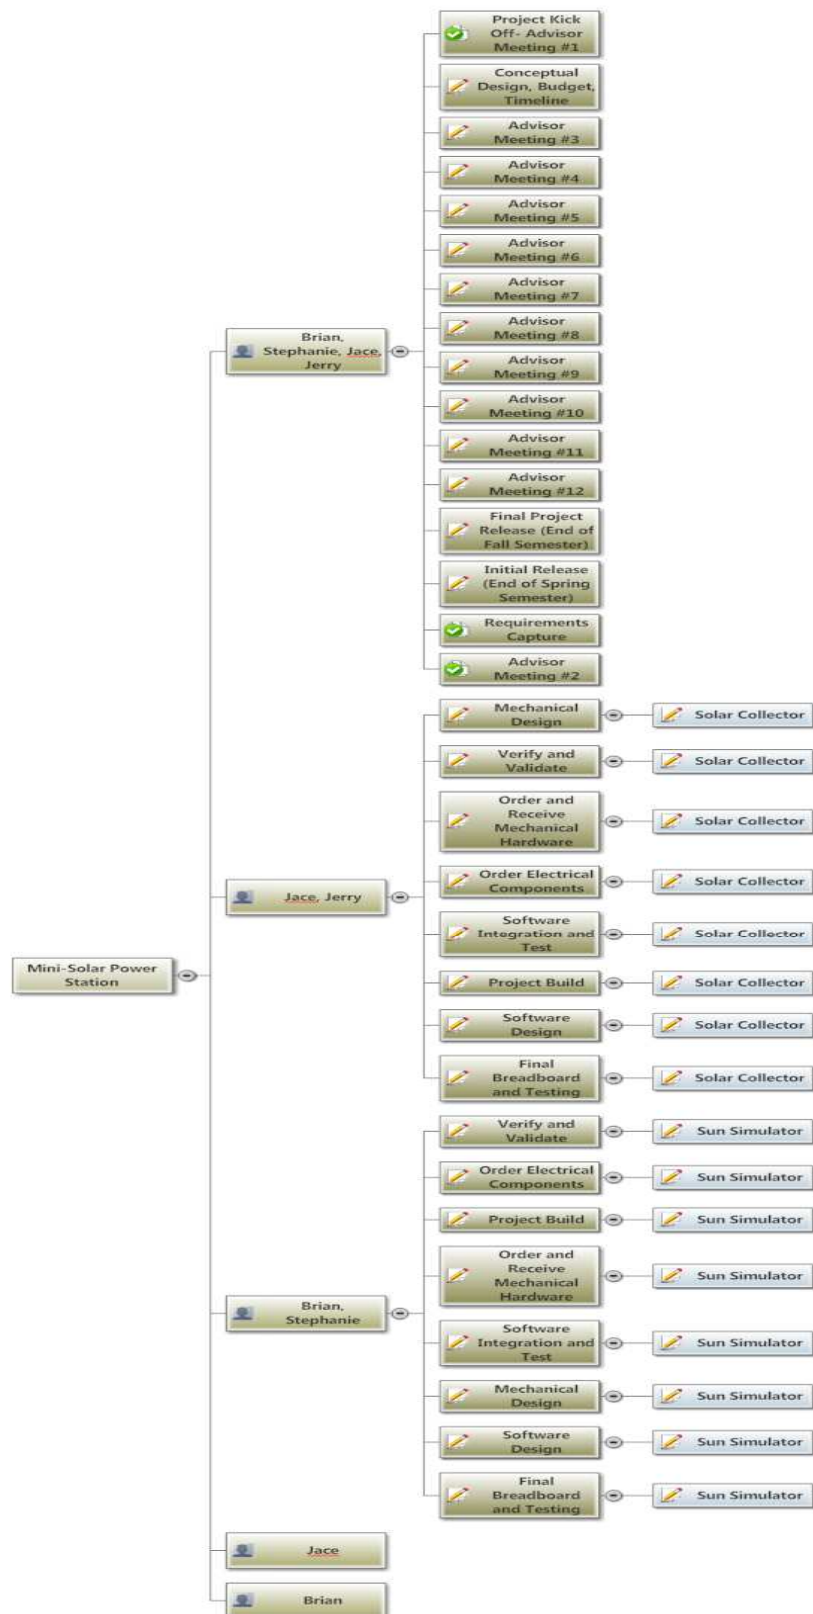 Project Kick
Off- Advisor
Meeting #1
Conceptual
Design, Budget,
Timeline
Advisor
Meeting #3
Advisor
Meeting #4
Advisor
Meeting #5
Advisor
Meeting #6
Advisor
Meeting #7
Advisor
Meeting #8
Brian,
Stephanie, Jace,
Jerry
Advisor
Meeting #9
Advisor
Meeting #10
Advisor
Meeting #11
Advisor
Meeting #12
Final Project
Release (End of
Fall Semester)
Initial Release
(End of Spring
Semester)
Requirements
Capture
Advisor
Meeting #2
Mechanical
Design
Solar Collector
Verify and
Validate
Solar Collector
Order and
Receive
Mechanical
Hardware
Solar Collector
Jace, Jerry
Order Electrical
Components
Solar Collector
Software
Integration and
Test
Solar Collector
Mini-Solar Power
Station
Project Build
Solar Collector
Software
Design
Solar Collector
Final
Breadboard
and Testing
Solar Collector
Verify and
Validate
Sun Simulator
Order Electrical
Components
Sun Simulator
Project Build
Sun Simulator
Order and
Receive
Mechanical
Hardware
Sun Simulator
Brian,
Stephanie
Software
Integration and
Test
Sun Simulator
Mechanical
Design
Sun Simulator
Software
Design
Sun Simulator
Final
Breadboard
and Testing
Sun Simulator
Jace
Brian